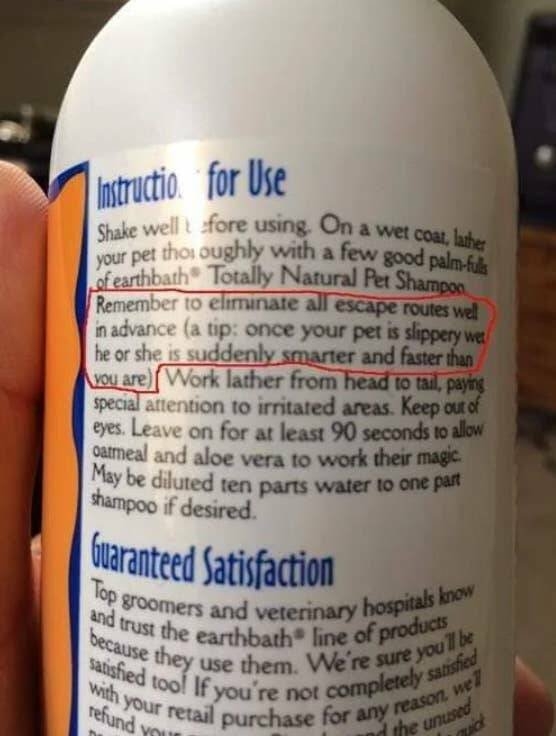 Instructio for Use
Shake well efore using. On a wet coat, lather
your pet thoroughly with a few good palm-fulls
of earthbath® Totally Natural Pet Shampoo
Remember to eliminate all escape routes well
in advance (a tip: once your pet is slippery wet
he or she is suddenly smarter and faster than
you are) Work lather from head to tail, paying
special attention to irritated areas. Keep out of
eyes. Leave on for at least 90 seconds to allow
oatmeal and aloe vera to work their magic.
May be diluted ten parts water to one part
shampoo if desired.
Guaranteed Satisfaction
Top groomers and veterinary hospitals know
and trust the earthbath® line of products
because they use them. We're sure you'll be
satisfied too! If you're not completely satisfied
with your retail purchase for any reason, we'll
refund your the unused
quick